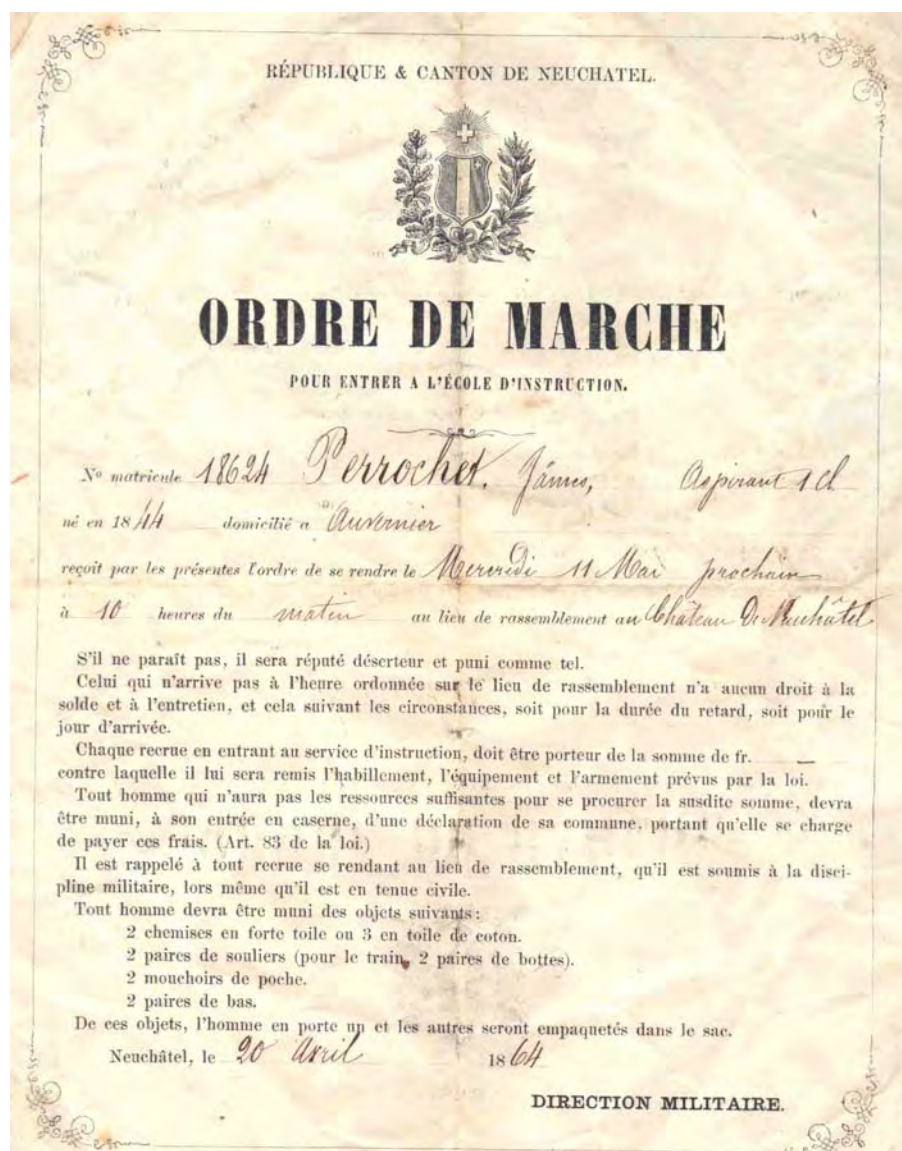 RÉPUBLIQUE & CANTON DE NEUCHATEL.
ORDRE DE MARCHE
POUR ENTRER A L'ÉCOLE D'INSTRUCTION.
No matricule 18624 Perrochet, James, Aspirant 1 cl
né en 1844 domicilié à Auvernier
reçoit par les présentes l'ordre de se rendre le Mercredi 11 Mai prochain
à 10 heures du matin au lieu de rassemblement au Château de Neuchâtel
S'il ne paraît pas, il sera réputé déserteur et puni comme tel.
Celui qui n'arrive pas à l'heure ordonnée sur le lieu de rassemblement n'a aucun droit à la
solde et à l'entretien, et cela suivant les circonstances, soit pour la durée du retard, soit pour le
jour d'arrivée.
Chaque recrue en entrant au service d'instruction, doit être porteur de la somme de fr. —
contre laquelle il lui sera remis l'habillement, l'équipement et l'armement prévus par la loi.
Tout homme qui n'aura pas les ressources suffisantes pour se procurer la susdite somme, devra
être muni, à son entrée en caserne, d'une déclaration de sa commune, portant qu'elle se charge
de payer ces frais. (Art. 83 de la loi.)
Il est rappelé à tout recrue se rendant au lieu de rassemblement, qu'il est soumis à la disci-
pline militaire, lors même qu'il est en tenue civile.
Tout homme devra être muni des objets suivants :
2 chemises en forte toile ou 3 en toile de coton.
2 paires de souliers (pour le train, 2 paires de bottes).
2 mouchoirs de poche.
2 paires de bas.
De ces objets, l'homme en porte un et les autres seront empaquetés dans le sac.
Neuchâtel, le 20 Avril 1864
DIRECTION MILITAIRE.